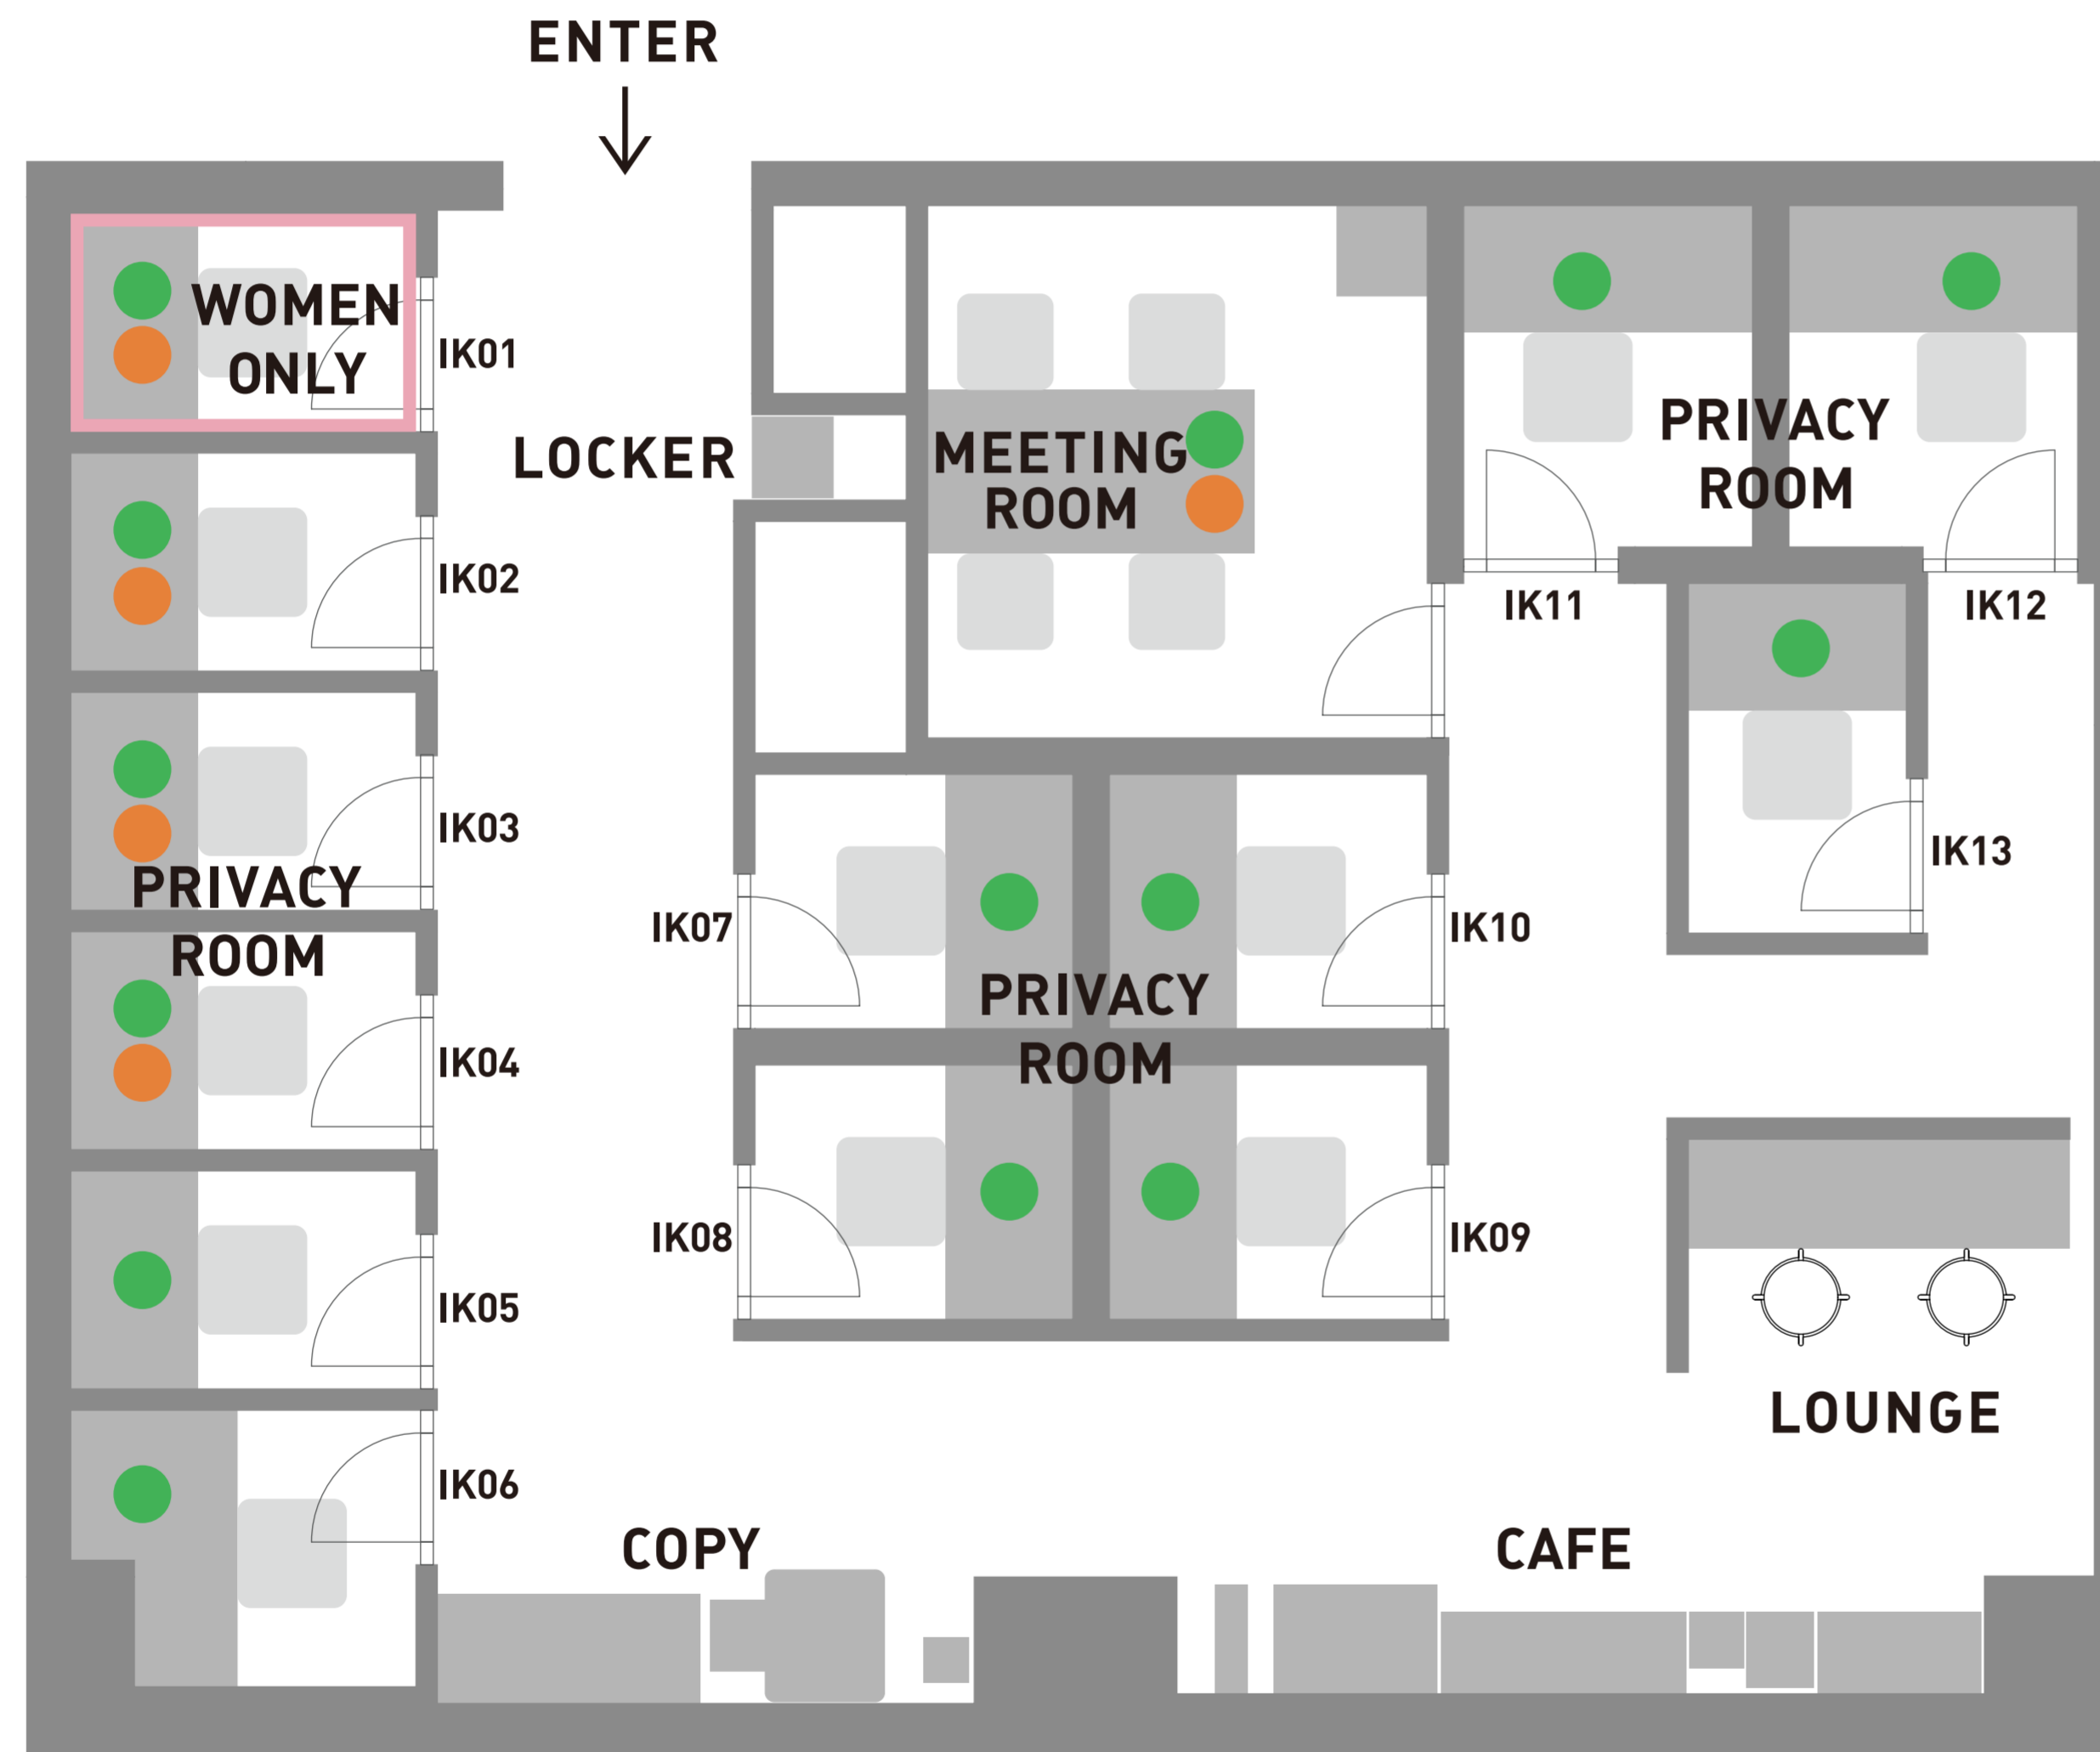 ENTER
WOMEN
ONLY
IK01
LOCKER
MEETING
ROOM
PRIVACY
ROOM
IK02
IK11
IK12
IK03
IK13
PRIVACY
ROOM
IK07
IK10
PRIVACY
ROOM
IK04
IK08
IK09
IK05
LOUNGE
IK06
COPY
CAFE